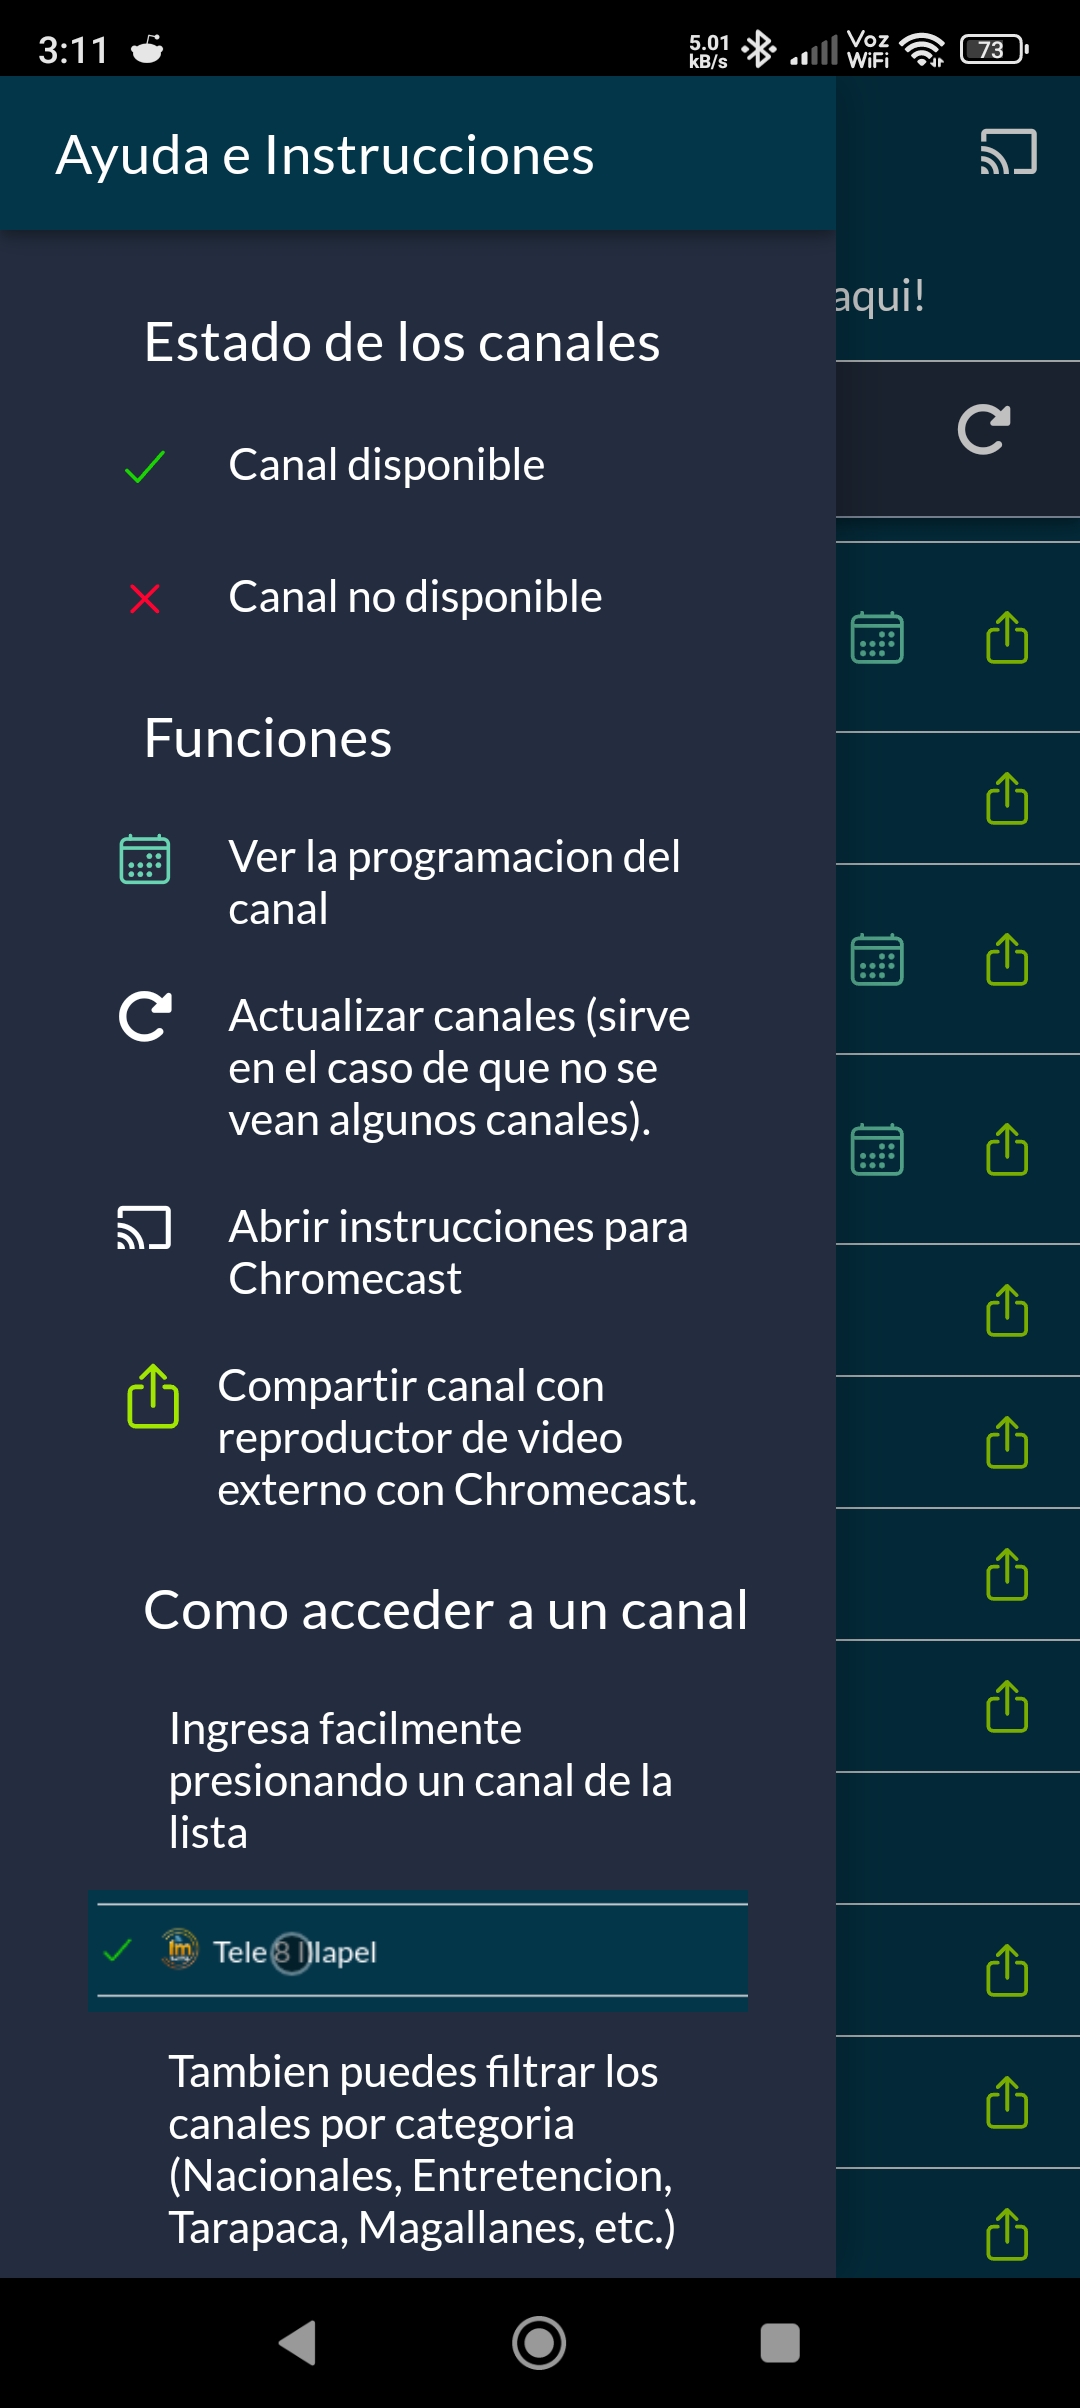 3:11
5.01
kB/s
Voz
WiFi
73
Ayuda e Instrucciones
aqui!
Estado de los canales
Canal disponible
Canal no disponible
Funciones
Ver la programacion del
canal
Actualizar canales (sirve
en el caso de que no se
vean algunos canales).
Abrir instrucciones para
Chromecast
Compartir canal con
reproductor de video
externo con Chromecast.
Como acceder a un canal
Ingresa facilmente
presionando un canal de la
lista
Tele 8 Illapel
Tambien puedes filtrar los
canales por categoria
(Nacionales, Entretencion,
Tarapaca, Magallanes, etc.)